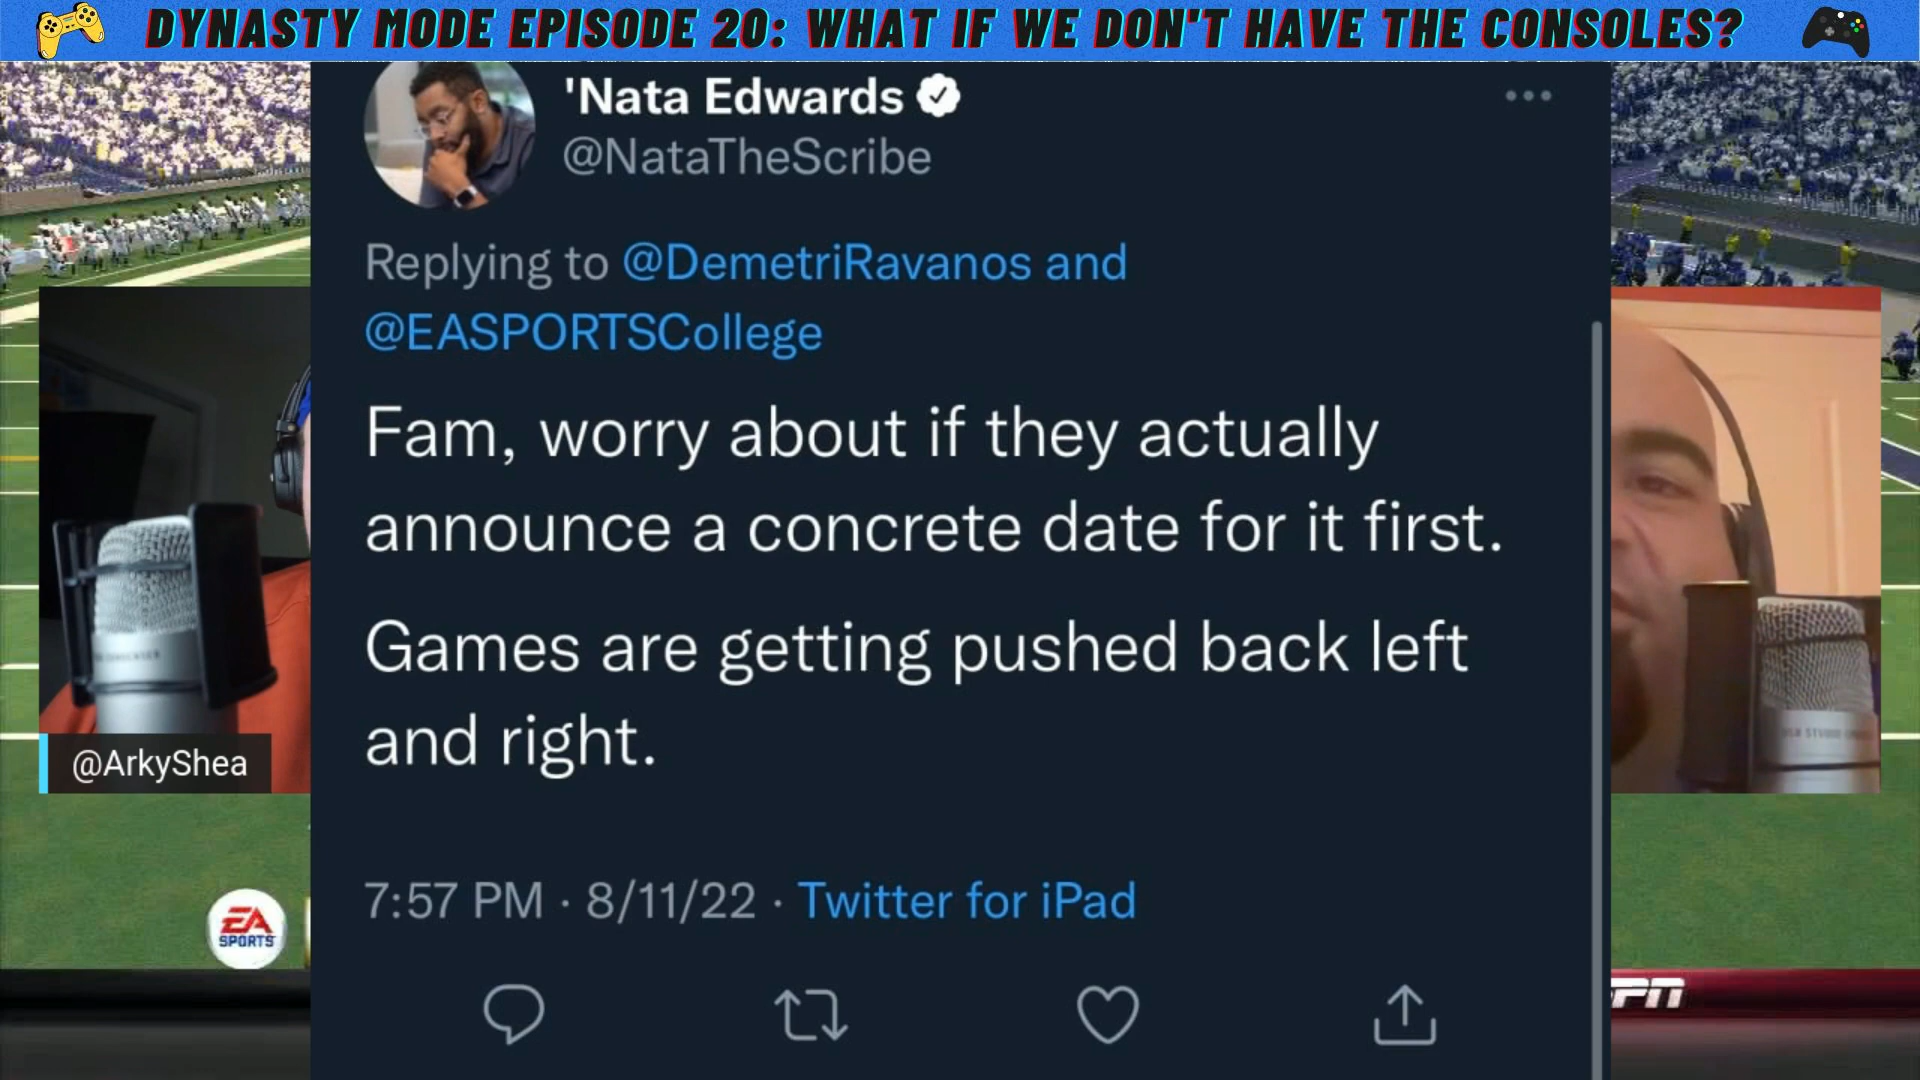 DYNASTY MODE EPISODE 20: WHAT IF WE DON'T HAVE THE CONSOLES?
'Nata Edwards
@NataTheScribe
Replying to @DemetriRavanos and
@EASPORTSCollege
Fam, worry about if they actually
announce a concrete date for it first.
Games are getting pushed back left
and right.
7:57 PM · 8/11/22 · Twitter for iPad
@ArkyShea
EA
SPORTS